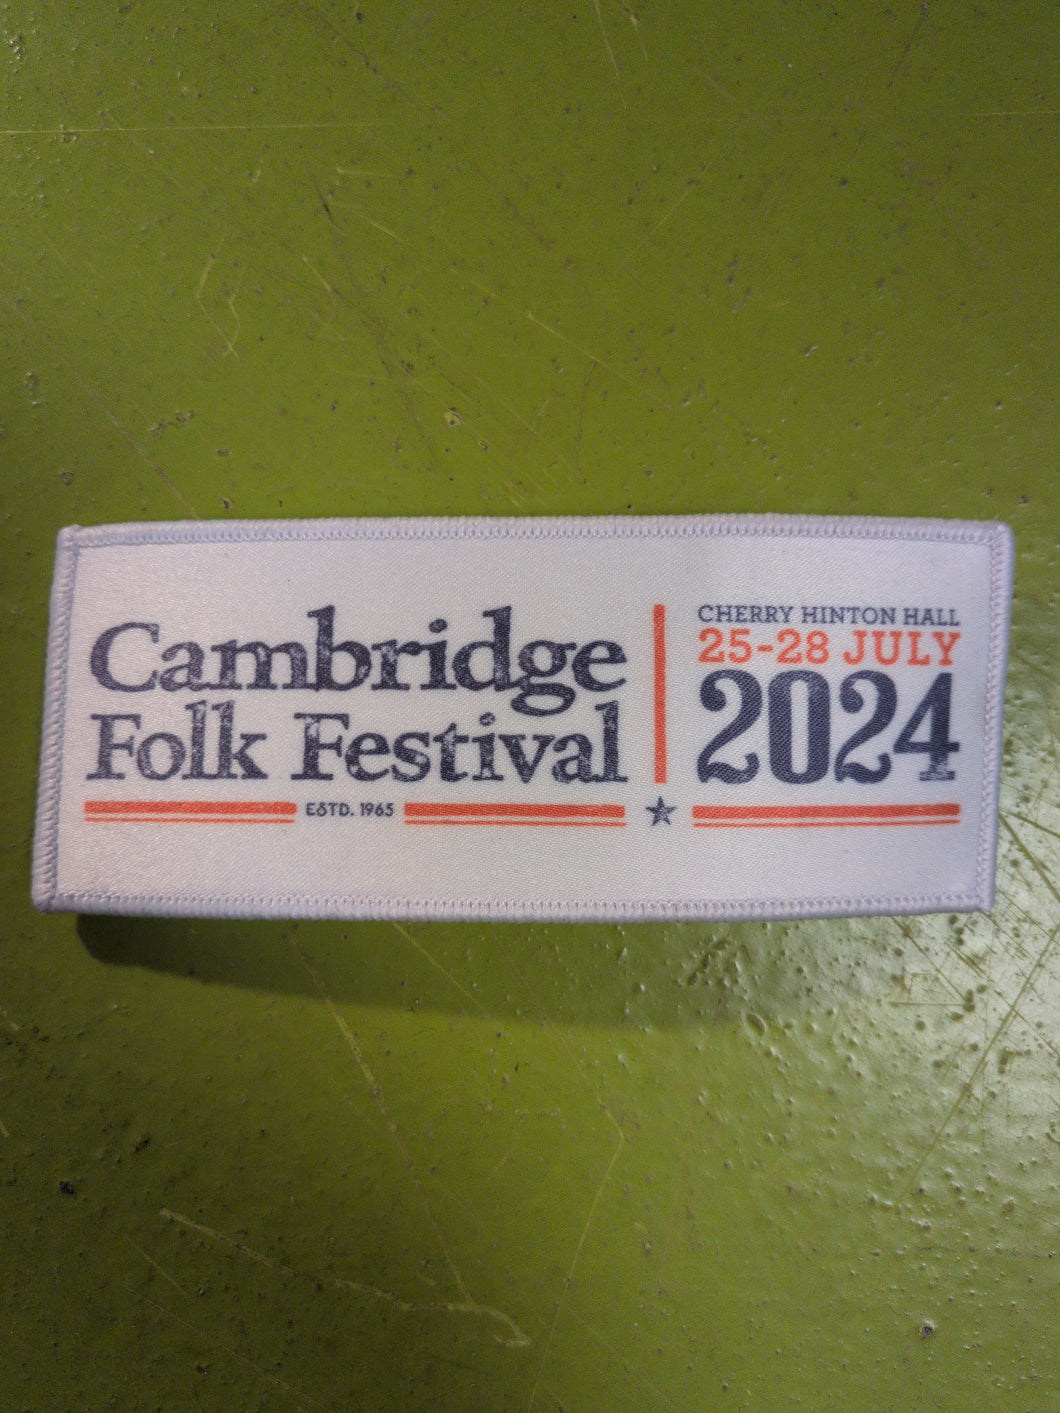 Cambridge
Folk Festival
ESTD. 1965
CHERRY HINTON HALL
25-28 JULY
2024